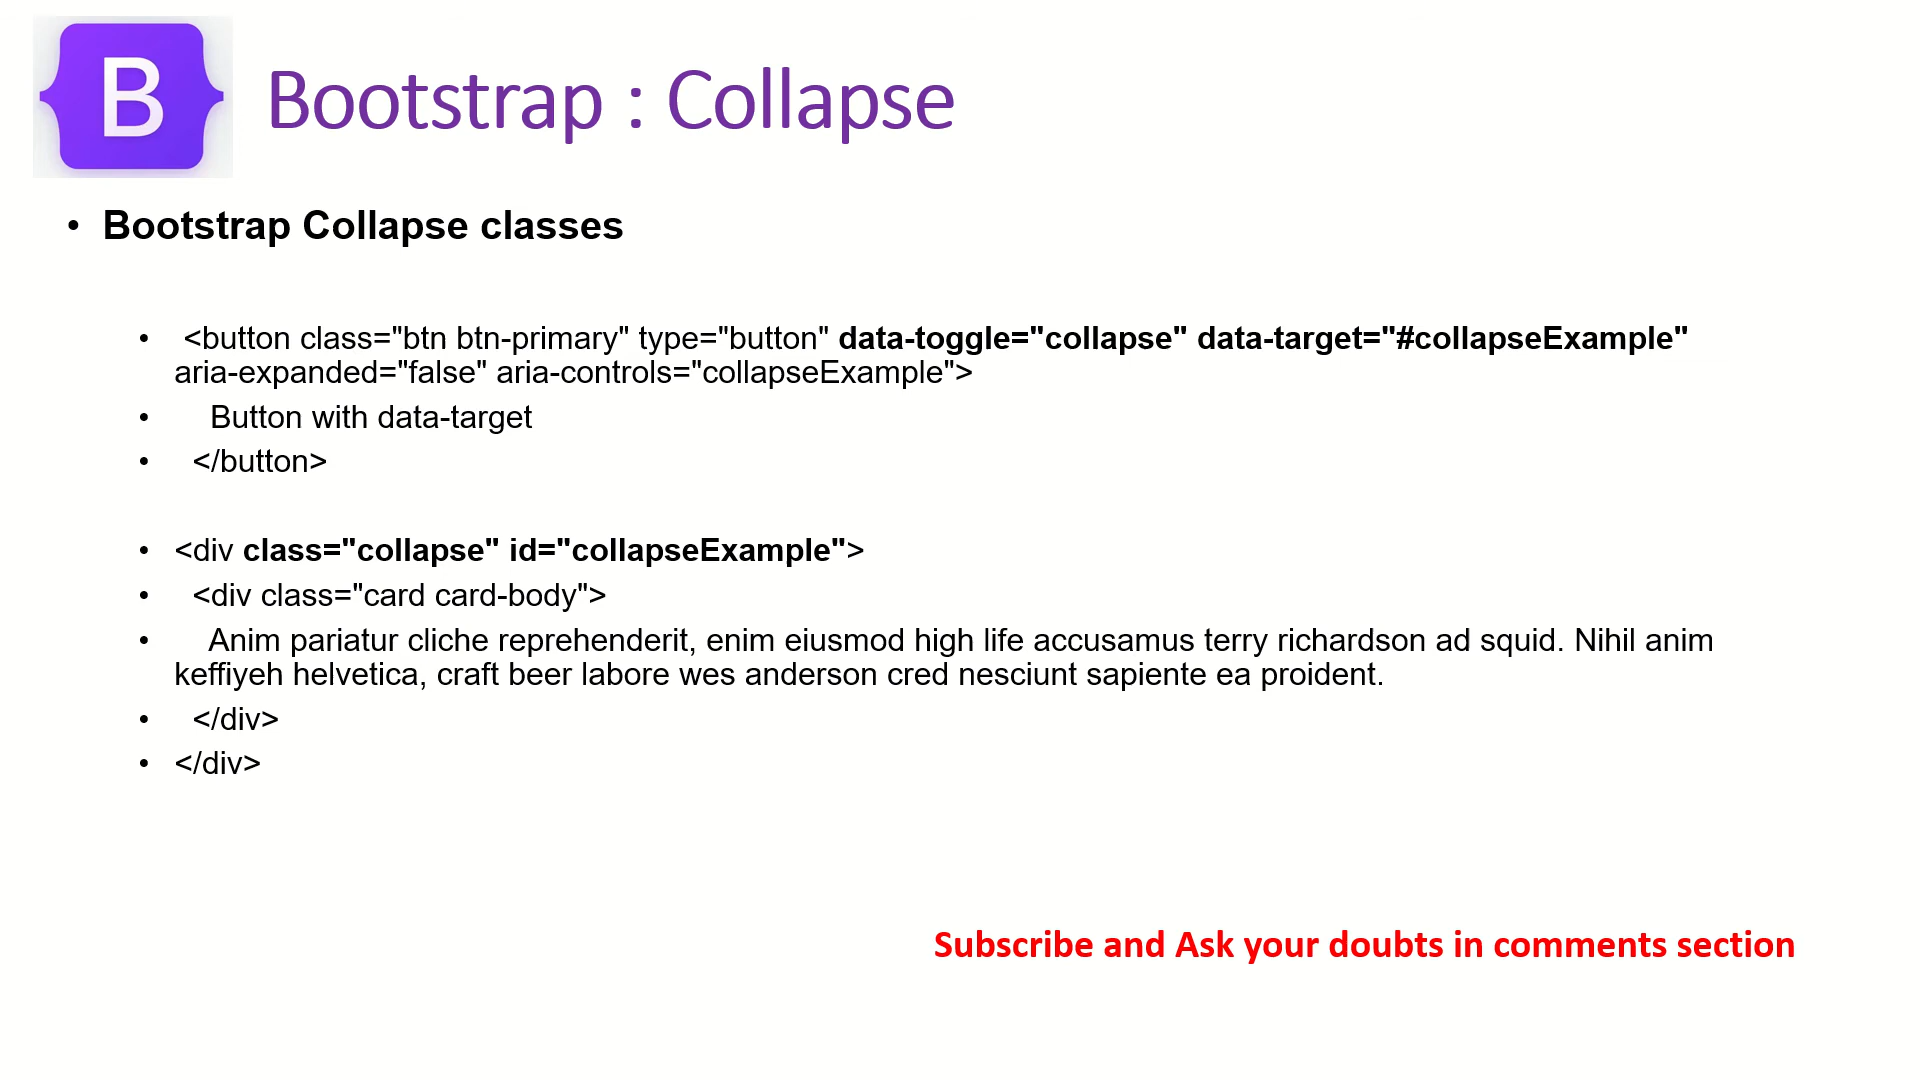 B
Bootstrap : Collapse
• Bootstrap Collapse classes
• <button class="btn btn-primary" type="button" data-toggle="collapse" data-target="#collapseExample"
aria-expanded="false" aria-controls="collapseExample">
• Button with data-target
• </button>
• <div class="collapse" id="collapseExample">
• <div class="card card-body">
• Anim pariatur cliche reprehenderit, enim eiusmod high life accusamus terry richardson ad squid. Nihil anim
keffiyeh helvetica, craft beer labore wes anderson cred nesciunt sapiente ea proident.
• </div>
• </div>
Subscribe and Ask your doubts in comments section